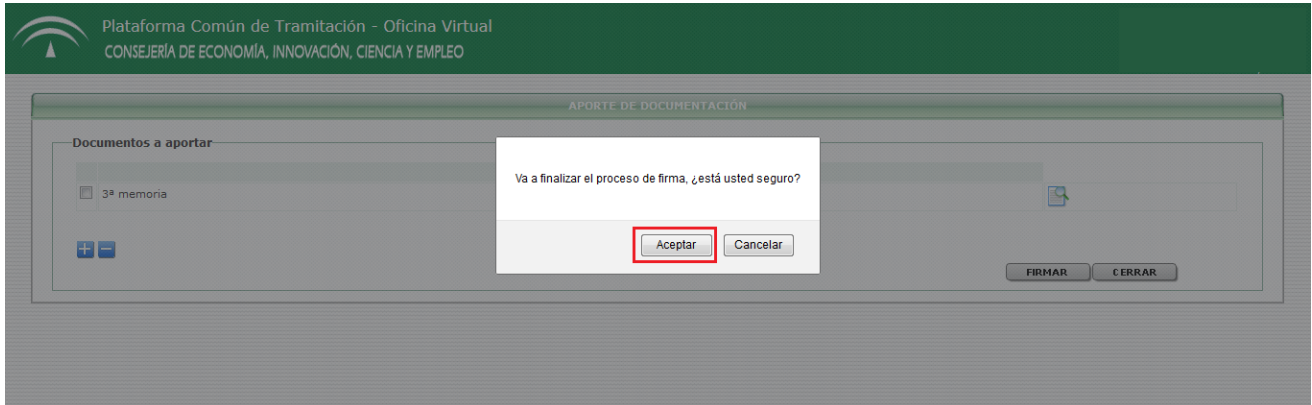 Plataforma Común de Tramitación - Oficina Virtual
CONSEJERÍA DE ECONOMÍA, INNOVACIÓN, CIENCIA Y EMPLEO
APORTE DE DOCUMENTACIÓN
Documentos a aportar
3ª memoria
Va a finalizar el proceso de firma, ¿está usted seguro?
Aceptar Cancelar
FIRMAR CERRAR